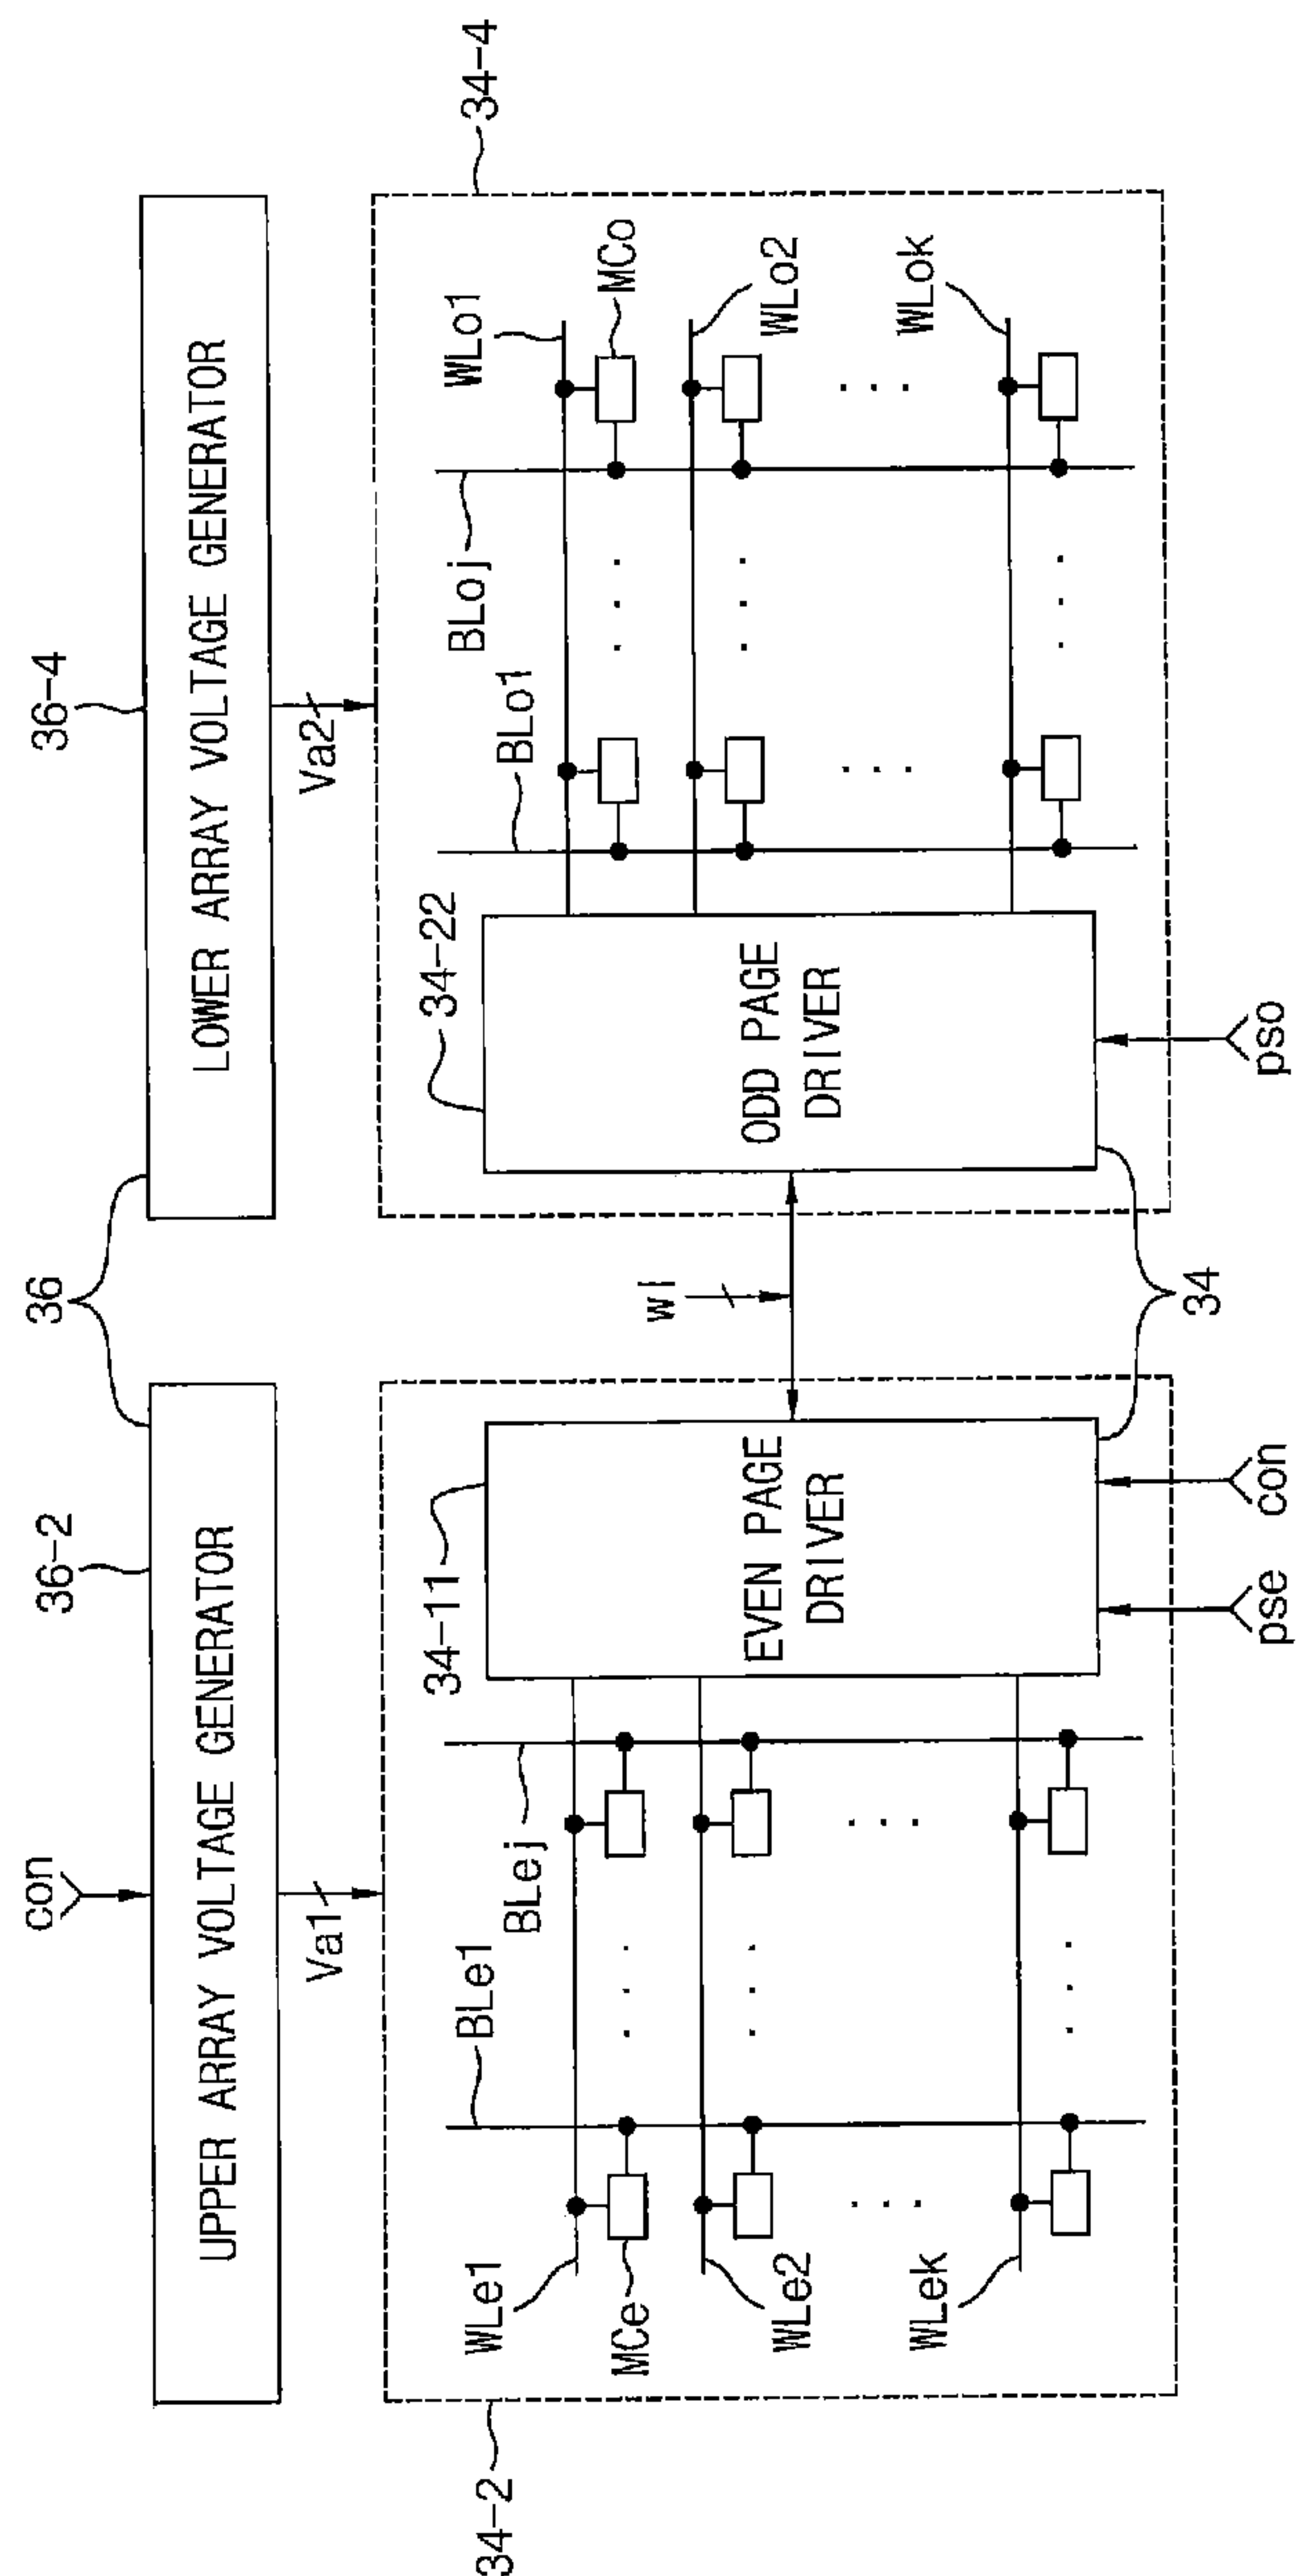 36
con
36-2
36-4
UPPER ARRAY VOLTAGE GENERATOR
LOWER ARRAY VOLTAGE GENERATOR
Va1
Va2
34-2
34-4
WLe1
BLe1
BLej
34-11
34-22
BLo1
BLoj
WLo1
MCe
MCo
WLe2
WLo2
WLek
WLok
EVEN PAGE
DRIVER
wl
ODD PAGE
DRIVER
pse
con
34
pso